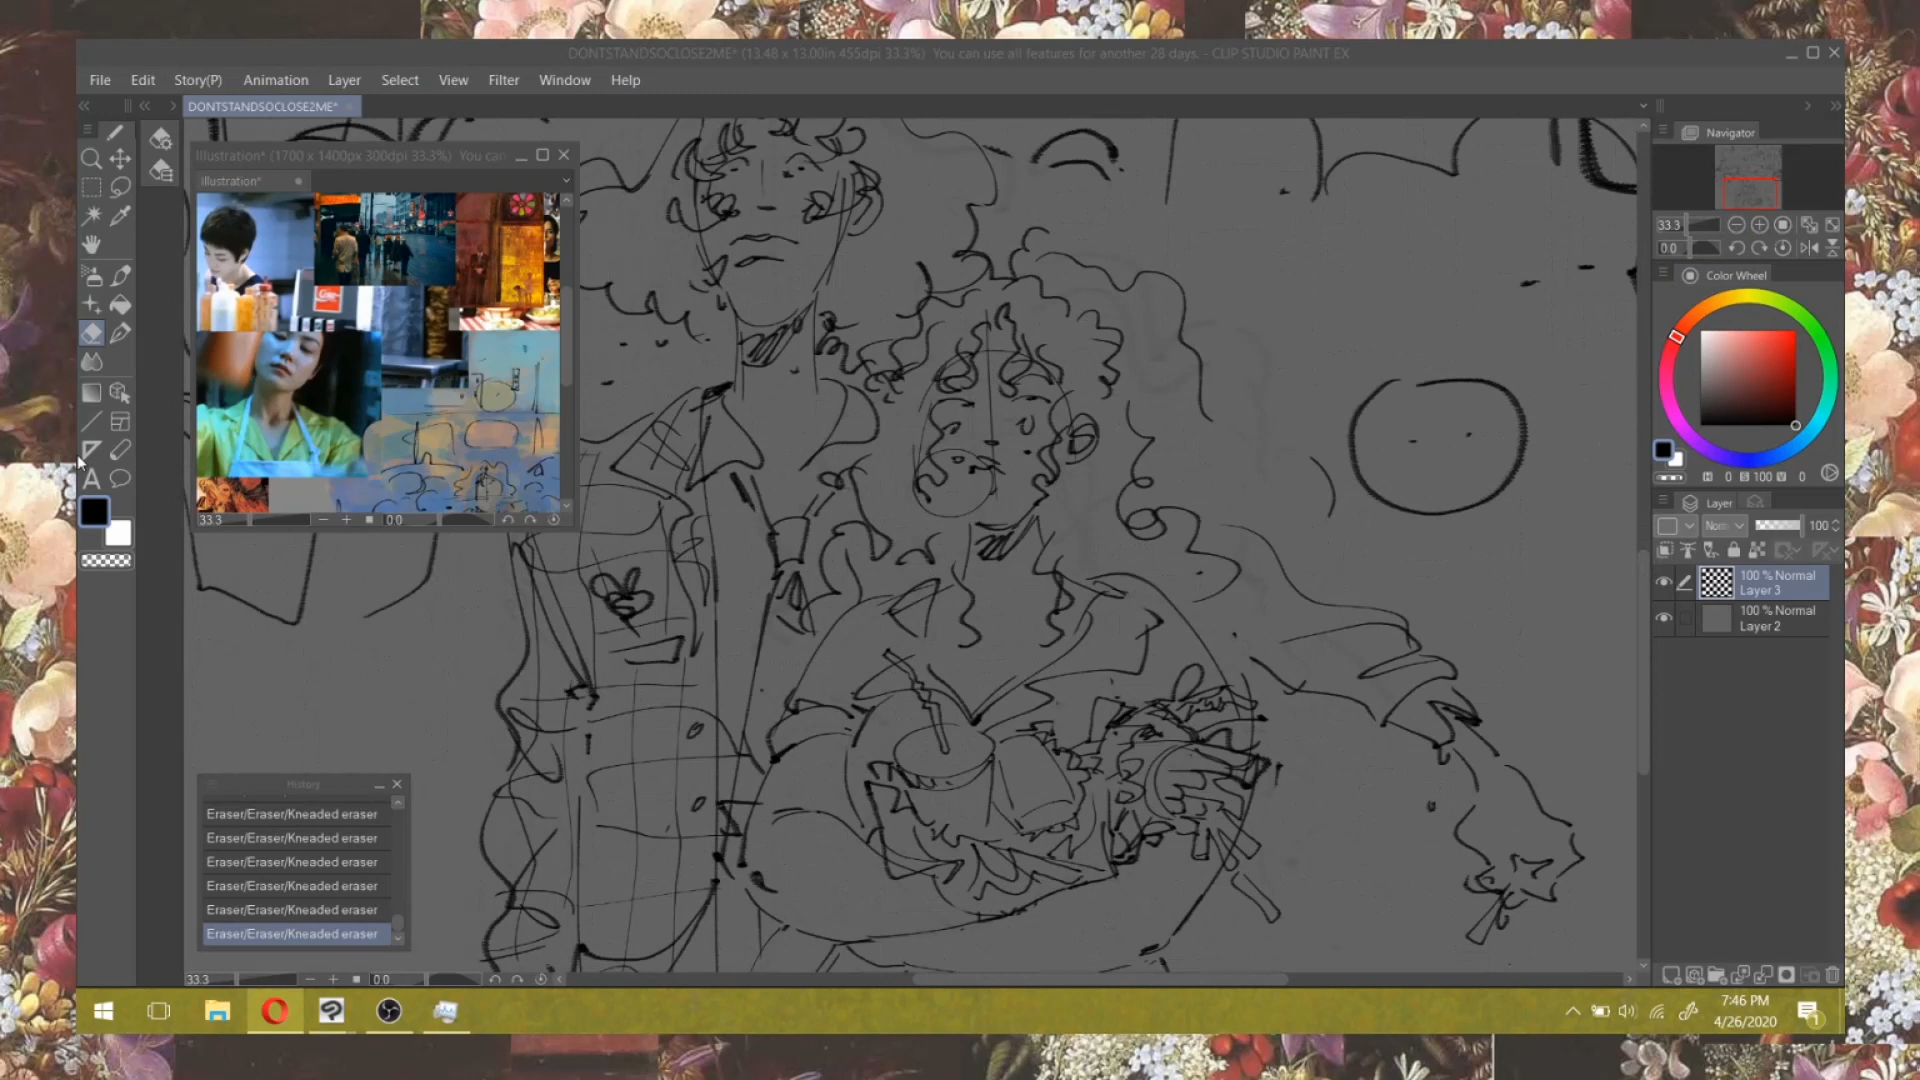 DONTSTANDSOCLOSE2ME* (13.48 x 13.00in 455dpi 33.3%) You can use all features for another 28 days. - CLIP STUDIO PAINT EX
File Edit Story(P) Animation Layer Select View Filter Window Help
DONTSTANDSOCLOSE2ME*
Navigator
Illustration* (1700 x 1400px 300dpi 33.3%) You can
Illustration*
33.3
0.0
Color Wheel
H 0 S 100 V 0
Layer
Norm 100
100 % Normal
Layer 3
100 % Normal
Layer 2
33.3 0.0
History
Eraser/Eraser/Kneaded eraser
Eraser/Eraser/Kneaded eraser
Eraser/Eraser/Kneaded eraser
Eraser/Eraser/Kneaded eraser
Eraser/Eraser/Kneaded eraser
Eraser/Eraser/Kneaded eraser
33.3 0.0
7:46 PM
4/26/2020
1